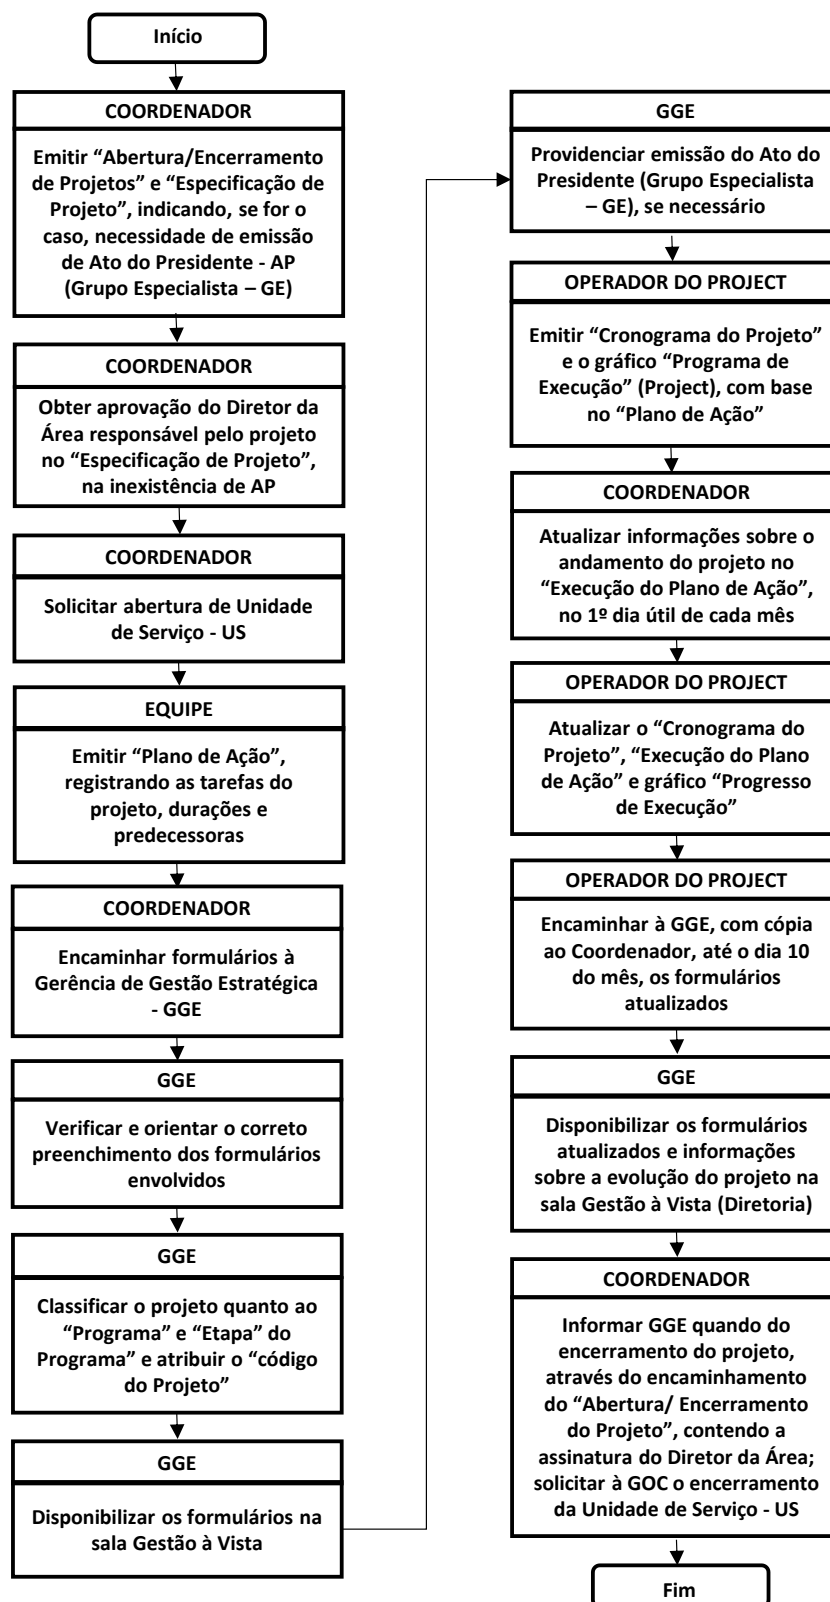 Início
COORDENADOR
Emitir “Abertura/Encerramento
de Projetos” e “Especificação de
Projeto”, indicando, se for o
caso, necessidade de emissão
de Ato do Presidente - AP
(Grupo Especialista – GE)
COORDENADOR
Obter aprovação do Diretor da
Área responsável pelo projeto
no “Especificação de Projeto”,
na inexistência de AP
COORDENADOR
Solicitar abertura de Unidade
de Serviço - US
EQUIPE
Emitir “Plano de Ação”,
registrando as tarefas do
projeto, durações e
predecessoras
COORDENADOR
Encaminhar formulários à
Gerência de Gestão Estratégica
- GGE
GGE
Verificar e orientar o correto
preenchimento dos formulários
envolvidos
GGE
Classificar o projeto quanto ao
“Programa” e “Etapa” do
Programa” e atribuir o “código
do Projeto”
GGE
Disponibilizar os formulários na
sala Gestão à Vista
GGE
Providenciar emissão do Ato do
Presidente (Grupo Especialista
– GE), se necessário
OPERADOR DO PROJECT
Emitir “Cronograma do Projeto”
e o gráfico “Programa de
Execução” (Project), com base
no “Plano de Ação”
COORDENADOR
Atualizar informações sobre o
andamento do projeto no
“Execução do Plano de Ação”,
no 1º dia útil de cada mês
OPERADOR DO PROJECT
Atualizar o “Cronograma do
Projeto”, “Execução do Plano
de Ação” e gráfico “Progresso
de Execução”
OPERADOR DO PROJECT
Encaminhar à GGE, com cópia
ao Coordenador, até o dia 10
do mês, os formulários
atualizados
GGE
Disponibilizar os formulários
atualizados e informações
sobre a evolução do projeto na
sala Gestão à Vista (Diretoria)
COORDENADOR
Informar GGE quando do
encerramento do projeto,
através do encaminhamento
do “Abertura/ Encerramento
do Projeto”, contendo a
assinatura do Diretor da Área;
solicitar à GOC o encerramento
da Unidade de Serviço - US
Fim